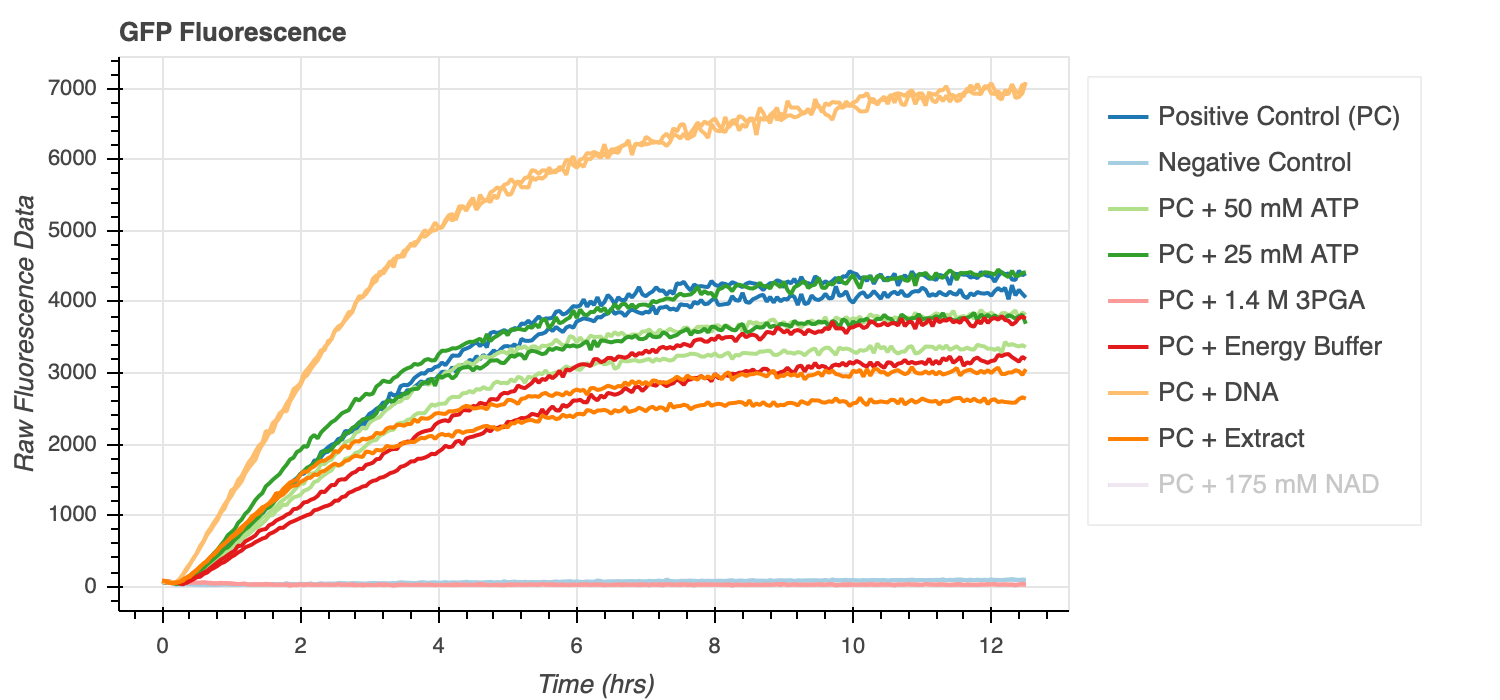 GFP Fluorescence
Raw Fluorescence Data
7000
6000
5000
4000
3000
2000
1000
0
0 2 4 6 8 10 12
Time (hrs)
Positive Control (PC)
Negative Control
PC + 50 mM ATP
PC + 25 mM ATP
PC + 1.4 M 3PGA
PC + Energy Buffer
PC + DNA
PC + Extract
PC + 175 mM NAD